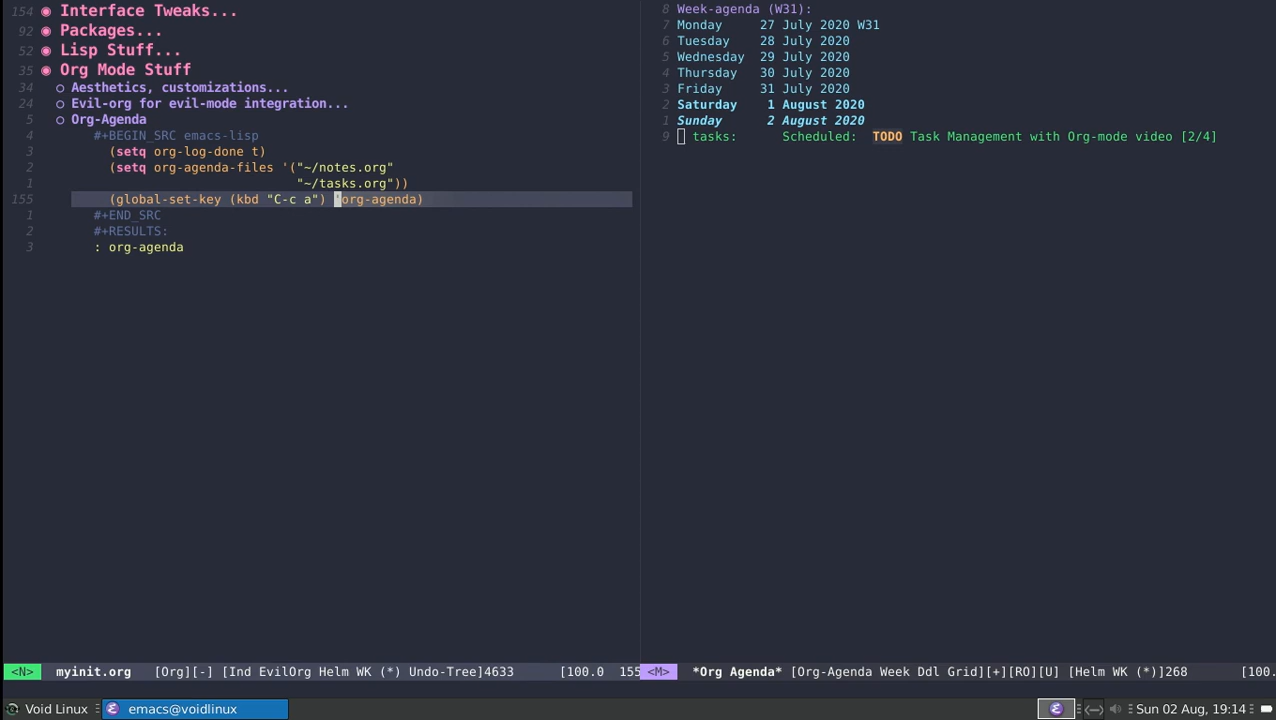 154 ◉ Interface Tweaks...
92 ◉ Packages...
52 ◉ Lisp Stuff...
35 ◉ Org Mode Stuff
34 ○ Aesthetics, customizations...
24 ○ Evil-org for evil-mode integration...
5 ○ Org-Agenda
4 #+BEGIN_SRC emacs-lisp
3 (setq org-log-done t)
2 (setq org-agenda-files '("~/notes.org"
1 "~/tasks.org"))
155 (global-set-key (kbd "C-c a") 'org-agenda)
1 #+END_SRC
2 #+RESULTS:
3 : org-agenda
<N> myinit.org [Org][-] [Ind EvilOrg Helm WK (*) Undo-Tree]4633 [100.0 155
8 Week-agenda (W31):
7 Monday 27 July 2020 W31
6 Tuesday 28 July 2020
5 Wednesday 29 July 2020
4 Thursday 30 July 2020
3 Friday 31 July 2020
2 Saturday 1 August 2020
1 Sunday 2 August 2020
9 tasks: Scheduled: TODO Task Management with Org-mode video [2/4]
<M> *Org Agenda* [Org-Agenda Week Ddl Grid][+][RO][U] [Helm WK (*)]268 [100.
Void Linux emacs@voidlinux Sun 02 Aug, 19:14